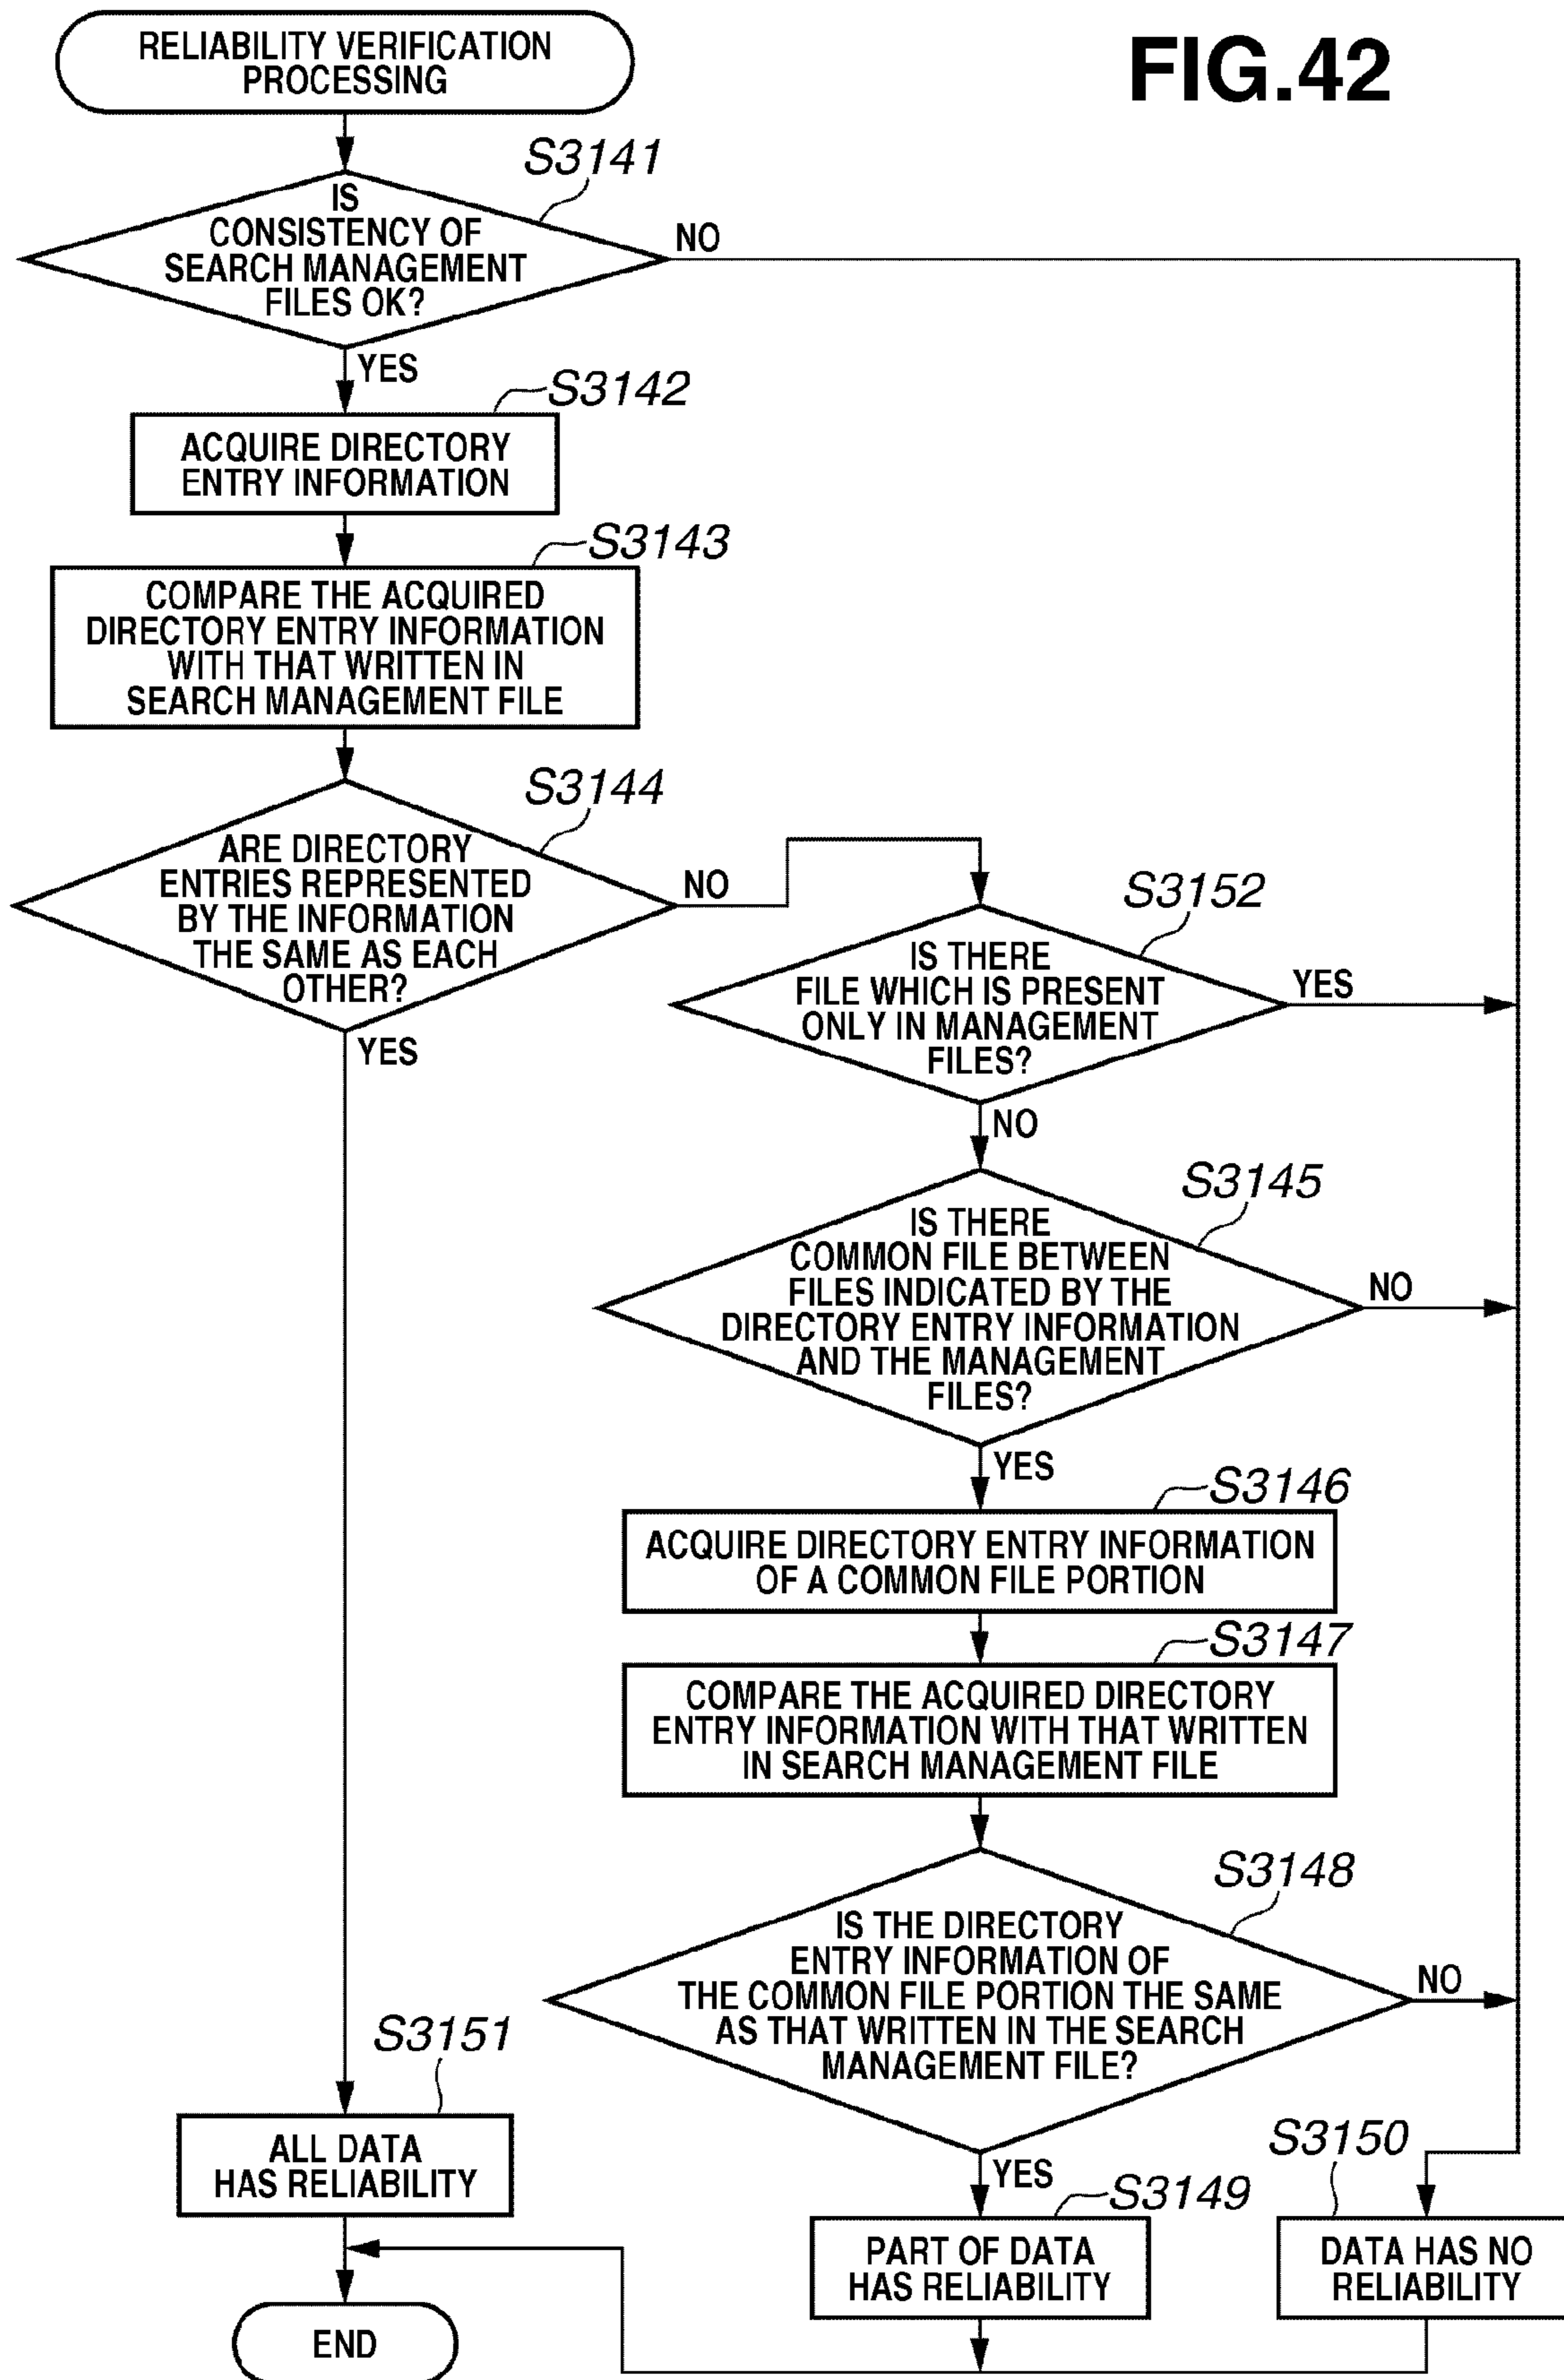 FIG.42
RELIABILITY VERIFICATION
PROCESSING
S3141
IS
CONSISTENCY OF
SEARCH MANAGEMENT
FILES OK?
NO
YES
S3142
ACQUIRE DIRECTORY
ENTRY INFORMATION
S3143
COMPARE THE ACQUIRED
DIRECTORY ENTRY INFORMATION
WITH THAT WRITTEN IN
SEARCH MANAGEMENT FILE
S3144
ARE DIRECTORY
ENTRIES REPRESENTED
BY THE INFORMATION
THE SAME AS EACH
OTHER?
NO
YES
S3152
IS THERE
FILE WHICH IS PRESENT
ONLY IN MANAGEMENT
FILES?
YES
NO
S3145
IS THERE
COMMON FILE BETWEEN
FILES INDICATED BY THE
DIRECTORY ENTRY INFORMATION
AND THE MANAGEMENT
FILES?
NO
YES
S3146
ACQUIRE DIRECTORY ENTRY INFORMATION
OF A COMMON FILE PORTION
S3147
COMPARE THE ACQUIRED DIRECTORY
ENTRY INFORMATION WITH THAT WRITTEN
IN SEARCH MANAGEMENT FILE
S3148
IS THE DIRECTORY
ENTRY INFORMATION OF
THE COMMON FILE PORTION THE SAME
AS THAT WRITTEN IN THE SEARCH
MANAGEMENT FILE?
NO
YES
S3151
ALL DATA
HAS RELIABILITY
S3149
PART OF DATA
HAS RELIABILITY
S3150
DATA HAS NO
RELIABILITY
END